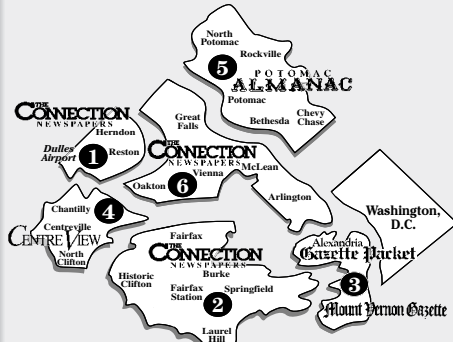 North
Potomac
Rockville
5
POTOMAC
ALMANAC
Potomac
Bethesda
Chevy
Chase
THE
CONNECTION
NEWSPAPERS
Herndon
Dulles
Airport
1
Reston
Great
Falls
THE
CONNECTION
NEWSPAPERS
Vienna
McLean
Oakton
6
Arlington
Chantilly
4
Centreville
CENTRE VIEW
North
Clifton
Washington,
D.C.
Fairfax
THE
CONNECTION
NEWSPAPERS
Burke
Historic
Clifton
Fairfax
Station
Springfield
2
Laurel
Hill
Alexandria
Gazette Packet
3
Mount Vernon Gazette